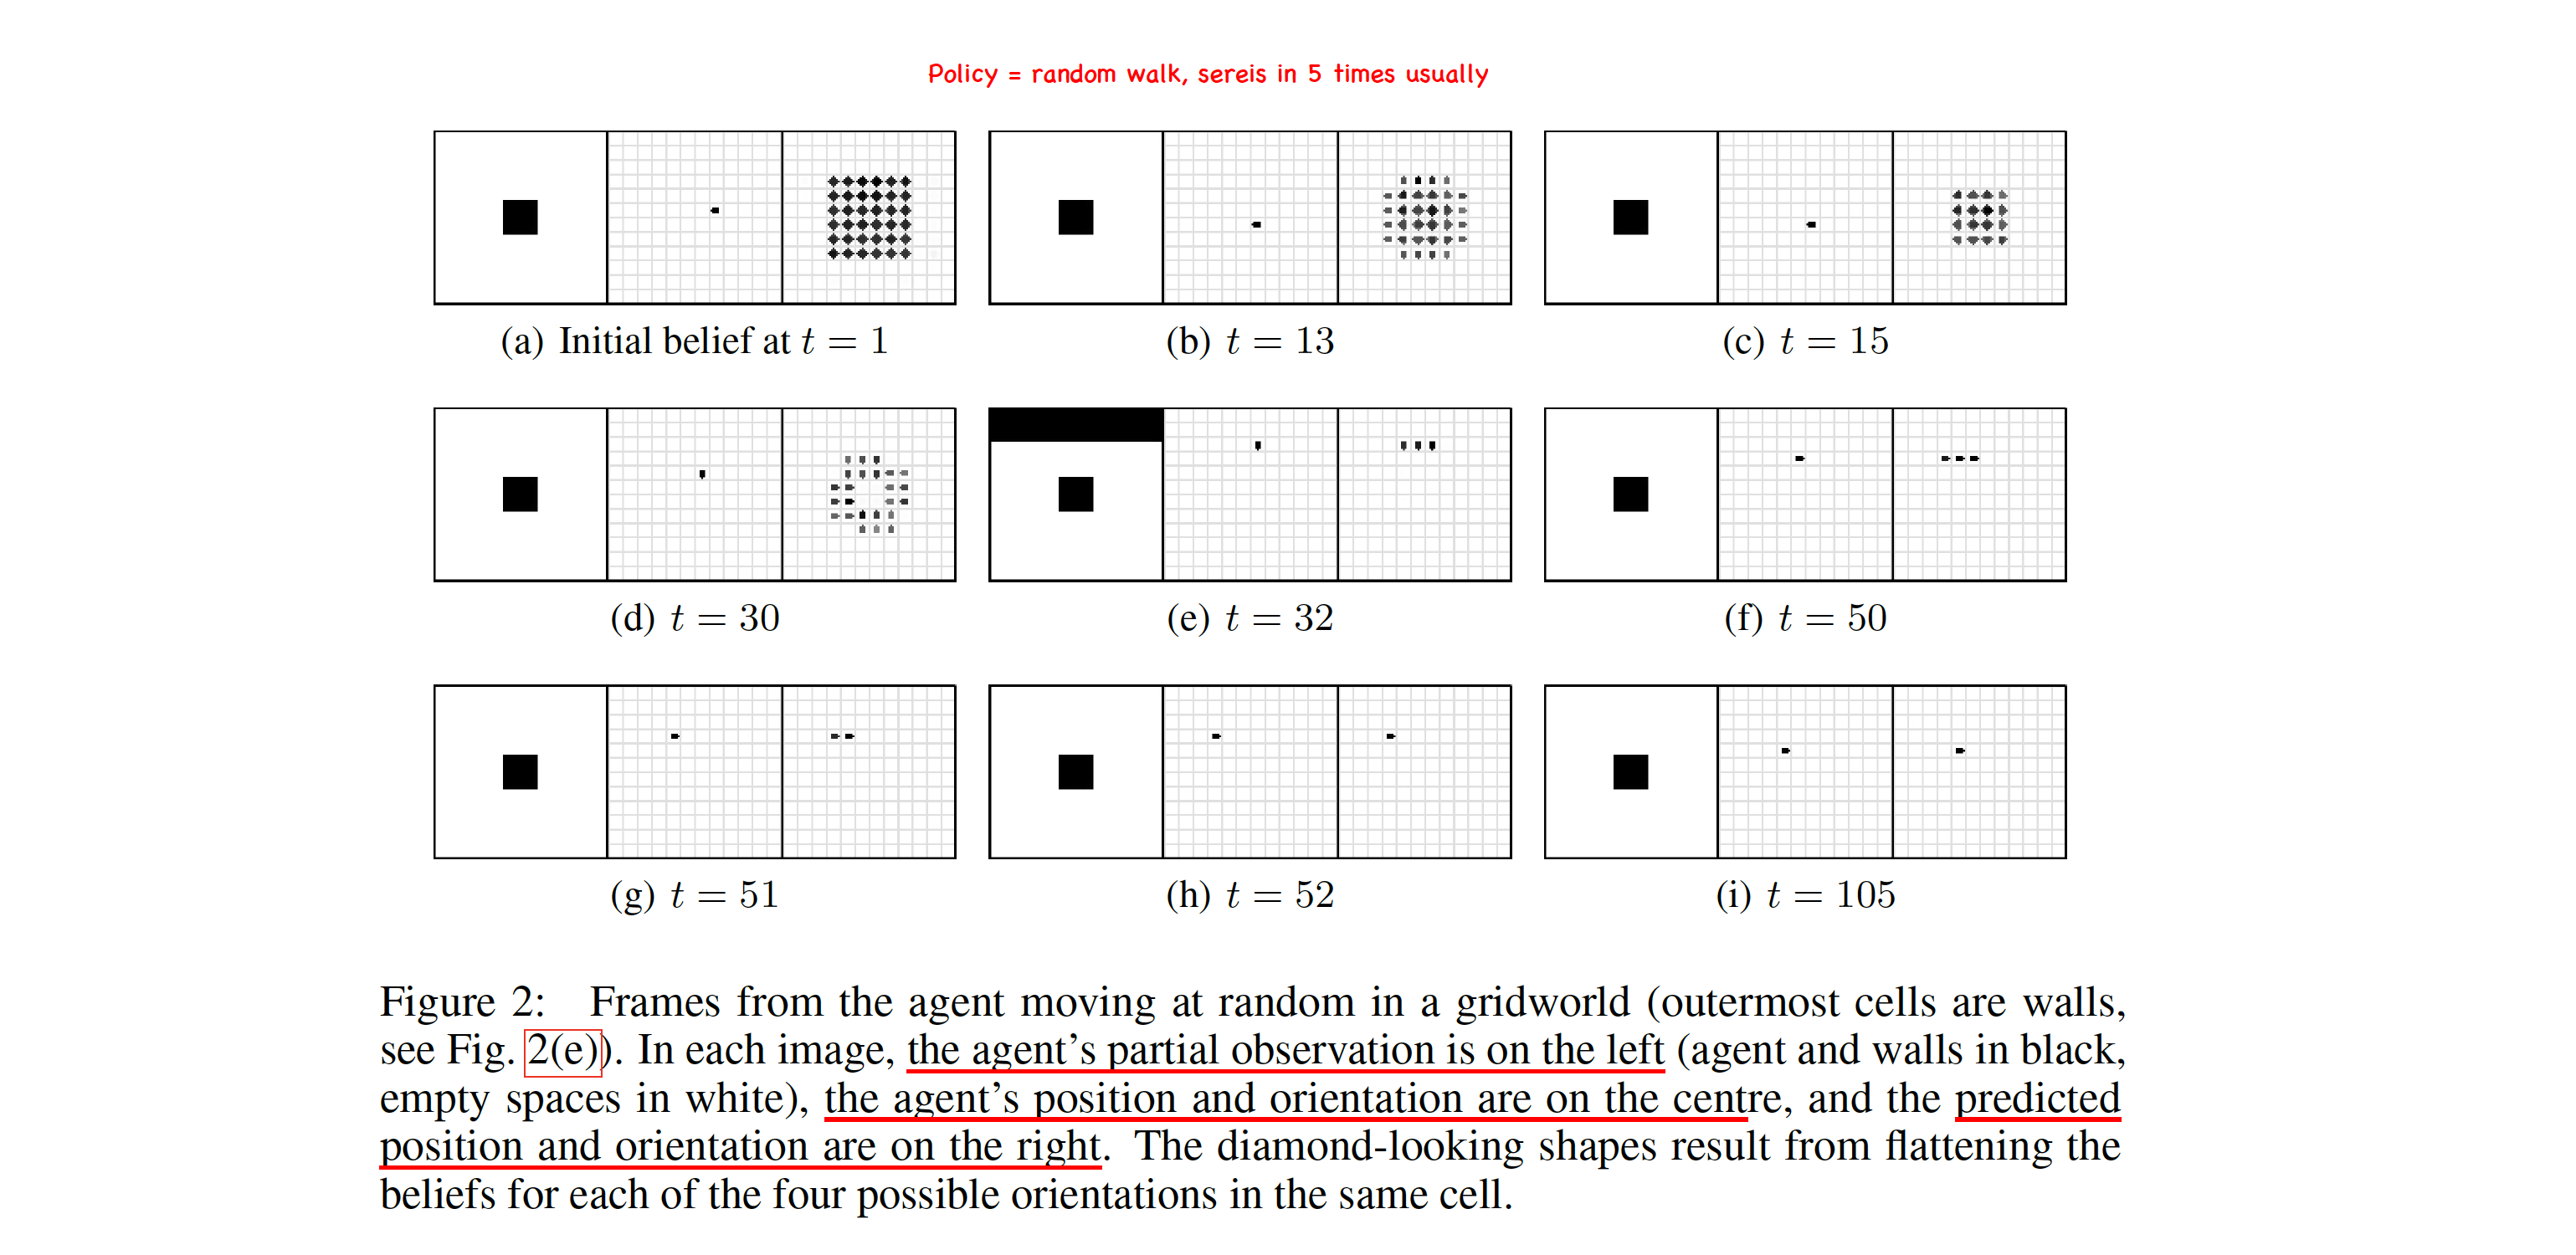 Policy = random walk, sereis in 5 times usually
(a) Initial belief at t = 1
(b) t = 13
(c) t = 15
(d) t = 30
(e) t = 32
(f) t = 50
(g) t = 51
(h) t = 52
(i) t = 105
Figure 2: Frames from the agent moving at random in a gridworld (outermost cells are walls,
see Fig. 2(e)). In each image, the agent's partial observation is on the left (agent and walls in black,
empty spaces in white), the agent's position and orientation are on the centre, and the predicted
position and orientation are on the right. The diamond-looking shapes result from flattening the
beliefs for each of the four possible orientations in the same cell.